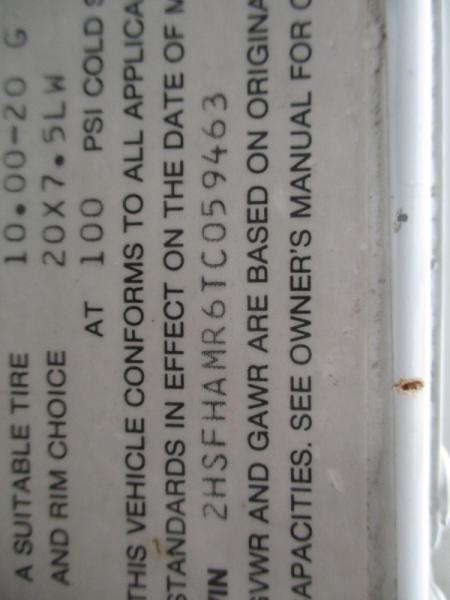 A SUITABLE TIRE 10.00-20 G
AND RIM CHOICE 20X7.5LW
AT 100 PSI COLD
THIS VEHICLE CONFORMS TO ALL APPLICA
STANDARDS IN EFFECT ON THE DATE OF M
VIN 2HSFHAMR6TC059463
GVWR AND GAWR ARE BASED ON ORIGINA
CAPACITIES. SEE OWNER'S MANUAL FOR